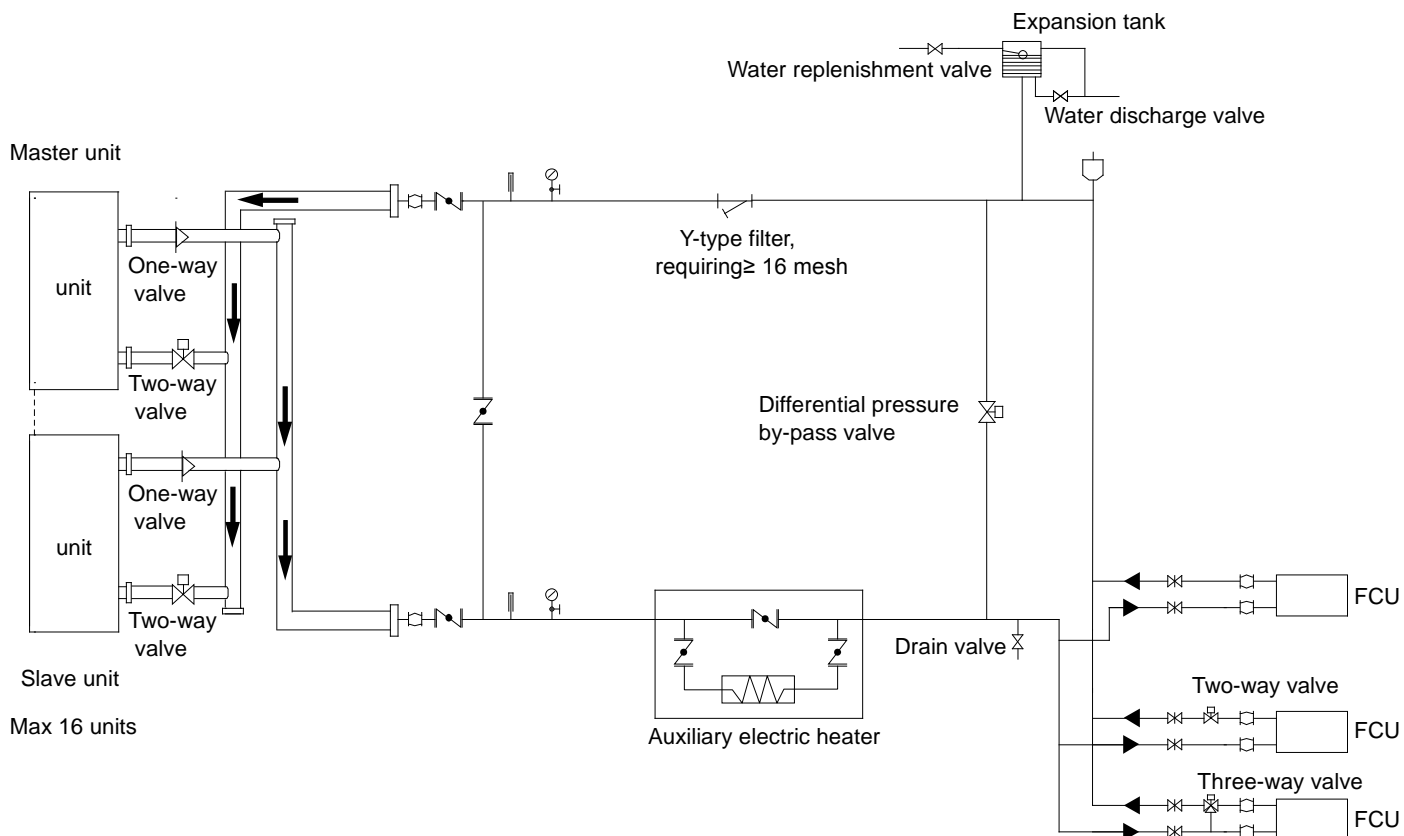 Expansion tank
Water replenishment valve
Water discharge valve
Master unit
Y-type filter,
requiring≥ 16 mesh
One-way
valve
unit
Two-way
valve
Differential pressure
by-pass valve
One-way
valve
unit
Two-way
valve
FCU
Drain valve
Slave unit
Two-way valve
Max 16 units
FCU
Auxiliary electric heater
Three-way valve
FCU